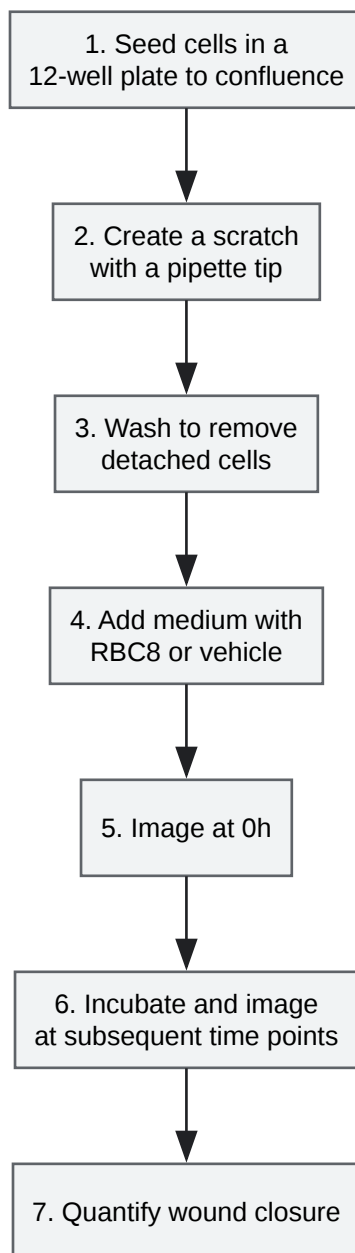 1. Seed cells in a
12-well plate to confluence
2. Create a scratch
with a pipette tip
3. Wash to remove
detached cells
4. Add medium with
RBC8 or vehicle
5. Image at 0h
6. Incubate and image
at subsequent time points
7. Quantify wound closure